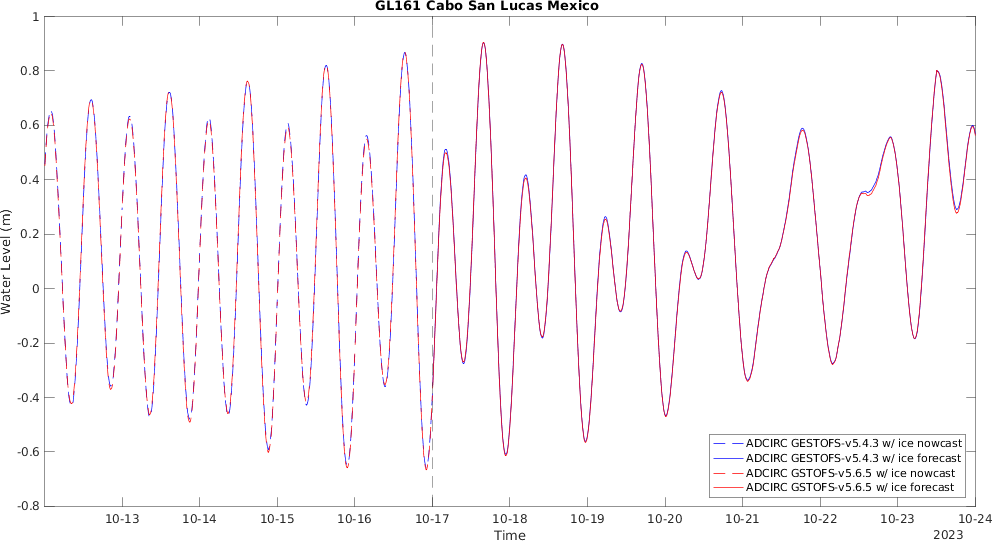 GL161 Cabo San Lucas Mexico
1
0.8
0.6
0.4
0.2
0
-0.2
-0.4
-0.6
-0.8
Water Level (m)
10-13 10-14 10-15 10-16 10-17 10-18 10-19 10-20 10-21 10-22 10-23 10-24
Time
2023
ADCIRC GESTOFS-v5.4.3 w/ ice nowcast
ADCIRC GESTOFS-v5.4.3 w/ ice forecast
ADCIRC GSTOFS-v5.6.5 w/ ice nowcast
ADCIRC GSTOFS-v5.6.5 w/ ice forecast